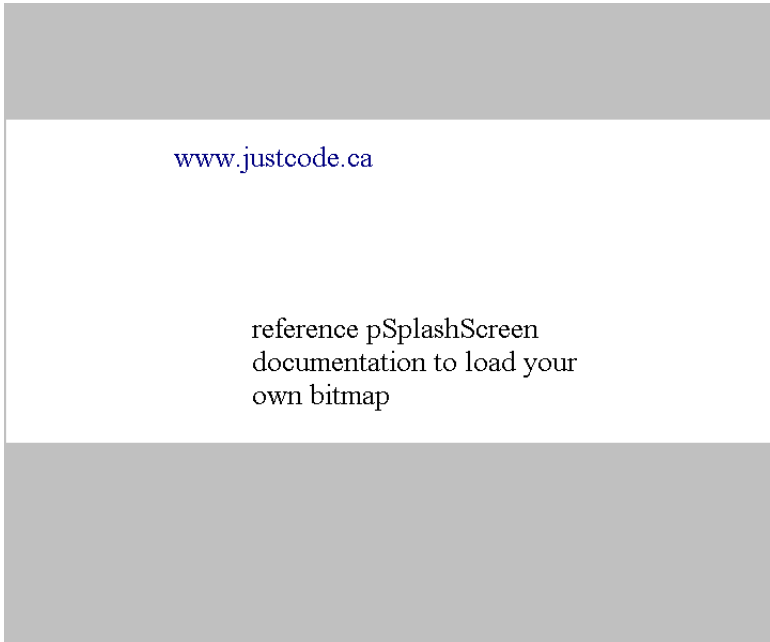 www.justcode.ca
reference pSplashScreen
documentation to load your
own bitmap